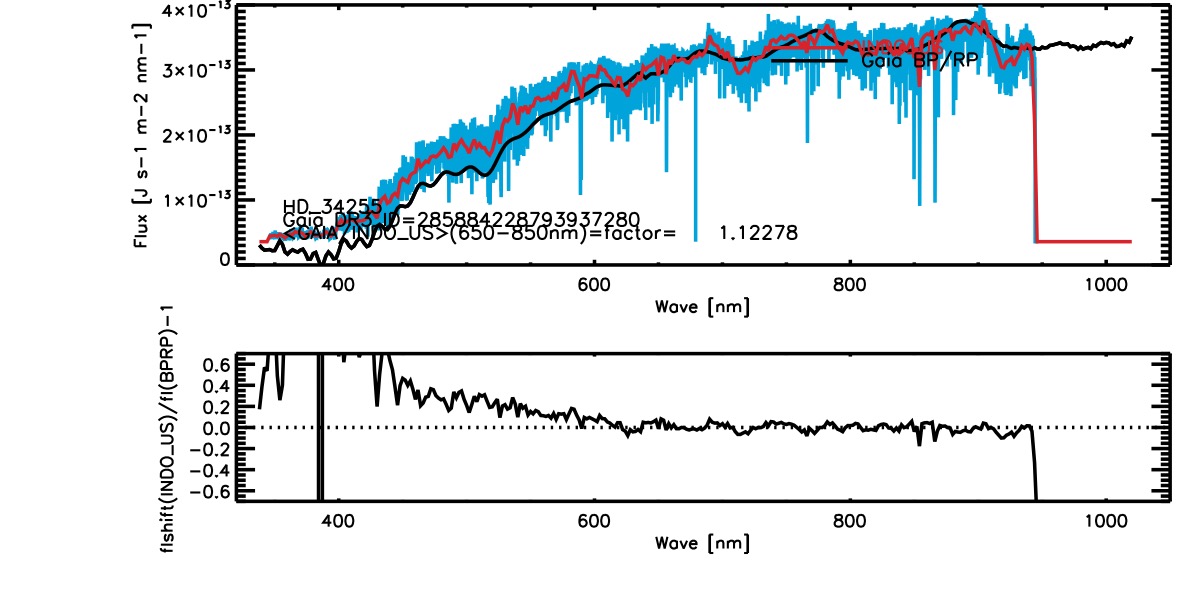 4×10−13
3×10−13
2×10−13
1×10−13
0
Flux [J s−1 m−2 nm−1]
Gaia BP/RP
HD_34255
Gaia DR3 ID=2858842287939937280
<GAIA INDO_US>(650−850nm)=factor= 1.12278
400 600 800 1000
Wave [nm]
0.6
0.4
0.2
0.0
−0.2
−0.4
−0.6
flshift(INDO_US)/fl(BPRP)−1
400 600 800 1000
Wave [nm]